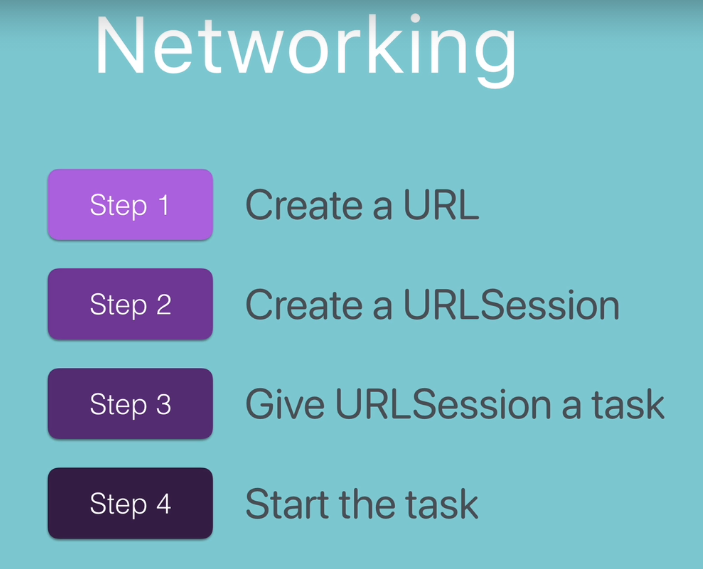 Networking
Step 1 Create a URL
Step 2 Create a URLSession
Step 3 Give URLSession a task
Step 4 Start the task